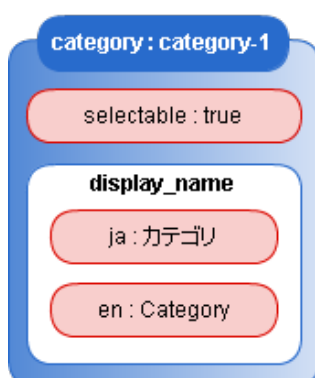 category : category-1
selectable : true
display_name
ja : カテゴリ
en : Category